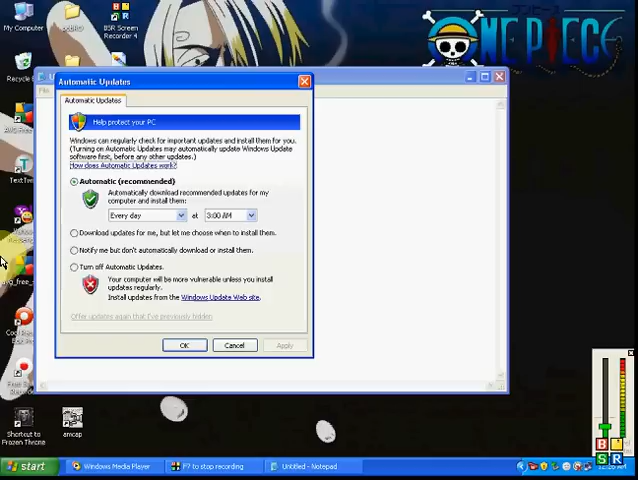 My Computer
BSR Screen
Recorder 4
ONE PIECE
Recycle
Automatic Updates
Automatic Updates
Help protect your PC
Windows can regularly check for important updates and install them for you.
(Turning on Automatic Updates may automatically update Windows Update
software first, before any other updates.)
How does Automatic Updates work?
Automatic (recommended)
Automatically download recommended updates for my
computer and install them:
Every day
at
3:00 AM
Download updates for me, but let me choose when to install them.
Notify me but don't automatically download or install them.
Turn off Automatic Updates.
Your computer will be more vulnerable unless you install
updates regularly.
Install updates from the Windows Update Web site.
Offer updates again that I've previously hidden
OK
Cancel
Apply
Shortcut to
Frozen Throne
amcap
B
S R
start
Windows Media Player
F7 to stop recording
Untitled - Notepad